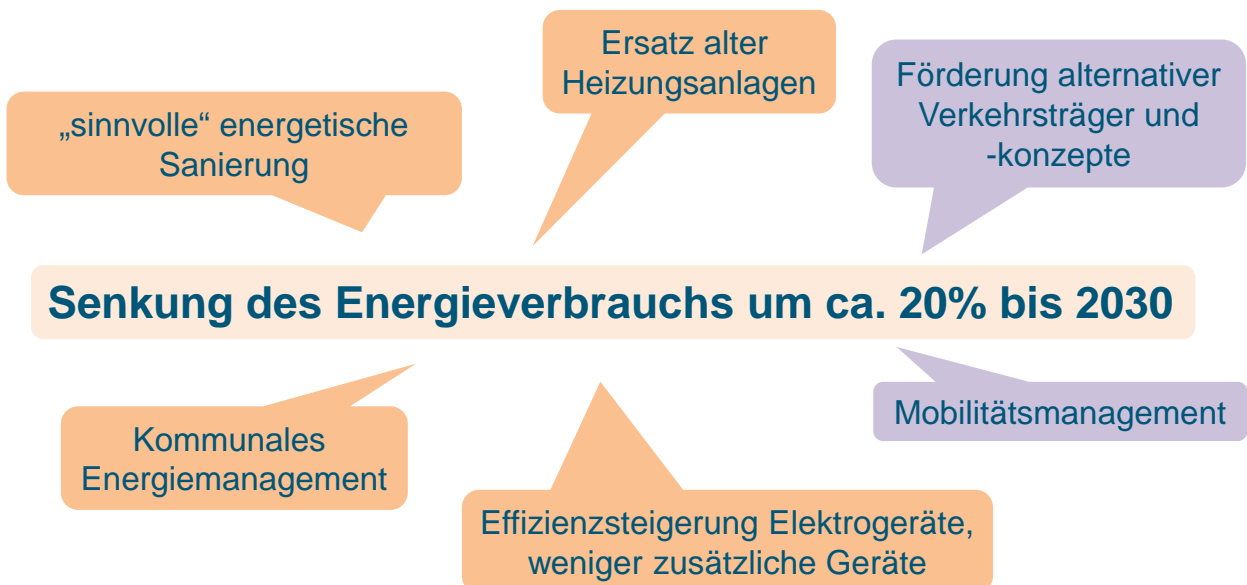 Ersatz alter
Heizungsanlagen
Förderung alternativer
Verkehrsträger und
-konzepte
„sinnvolle“ energetische
Sanierung
Senkung des Energieverbrauchs um ca. 20% bis 2030
Kommunales
Energiemanagement
Mobilitätsmanagement
Effizienzsteigerung Elektrogeräte,
weniger zusätzliche Geräte